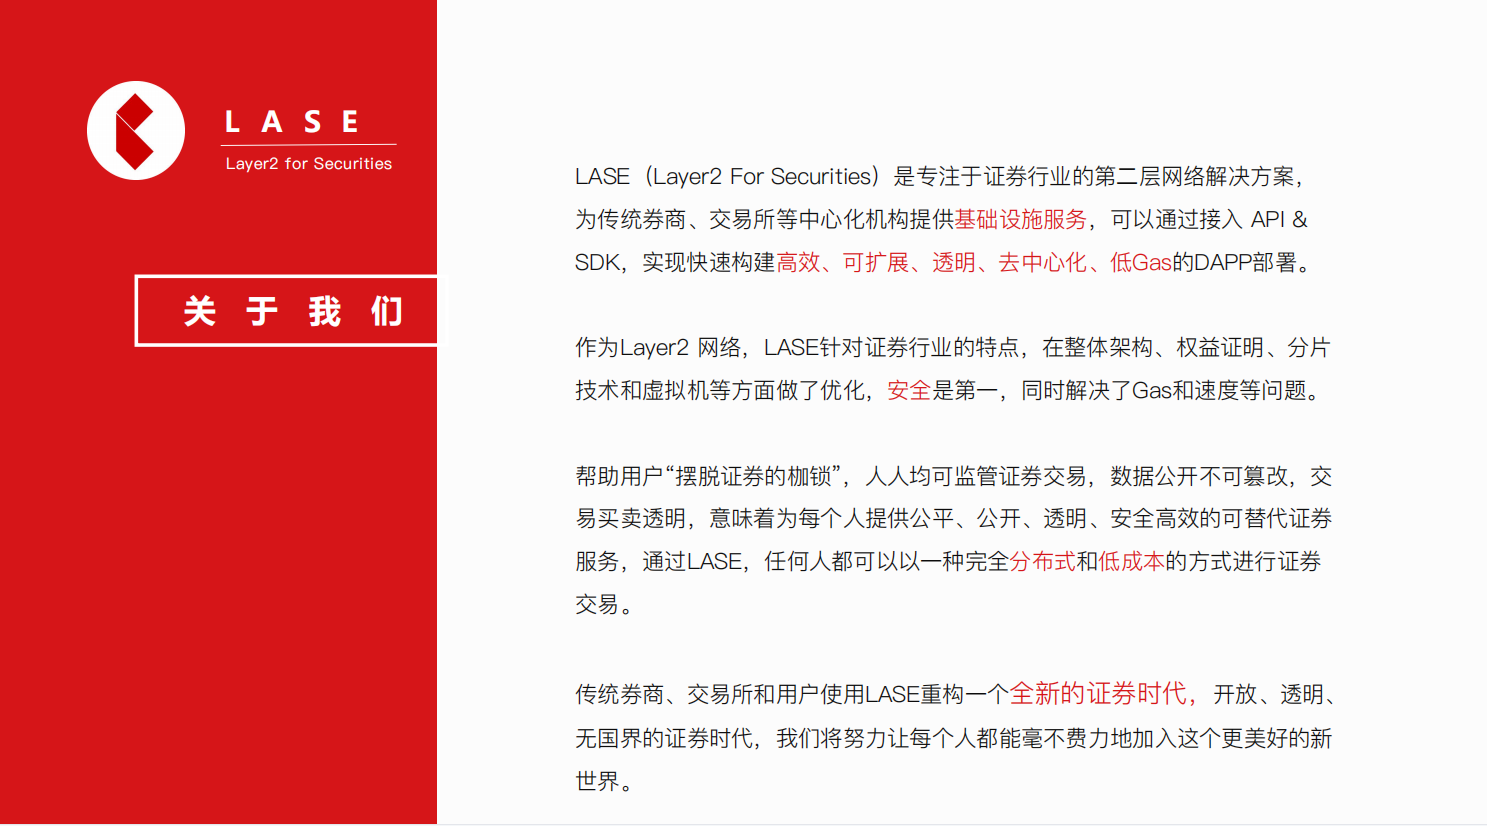 LASE
Layer2 for Securities
关于我们
LASE（Layer2 For Securities）是专注于证券行业的第二层网络解决方案，
为传统券商、交易所等中心化机构提供基础设施服务，可以通过接入 API &
SDK，实现快速构建高效、可扩展、透明、去中心化、低Gas的DAPP部署。
作为Layer2 网络，LASE针对证券行业的特点，在整体架构、权益证明、分片
技术和虚拟机等方面做了优化，安全是第一，同时解决了Gas和速度等问题。
帮助用户“摆脱证券的枷锁”，人人均可监管证券交易，数据公开不可篡改，交
易买卖透明，意味着为每个人提供公平、公开、透明、安全高效的可替代证券
服务，通过LASE，任何人都可以以一种完全分布式和低成本的方式进行证券
交易。
传统券商、交易所和用户使用LASE重构一个全新的证券时代，开放、透明、
无国界的证券时代，我们将努力让每个人都能毫不费力地加入这个更美好的新
世界。